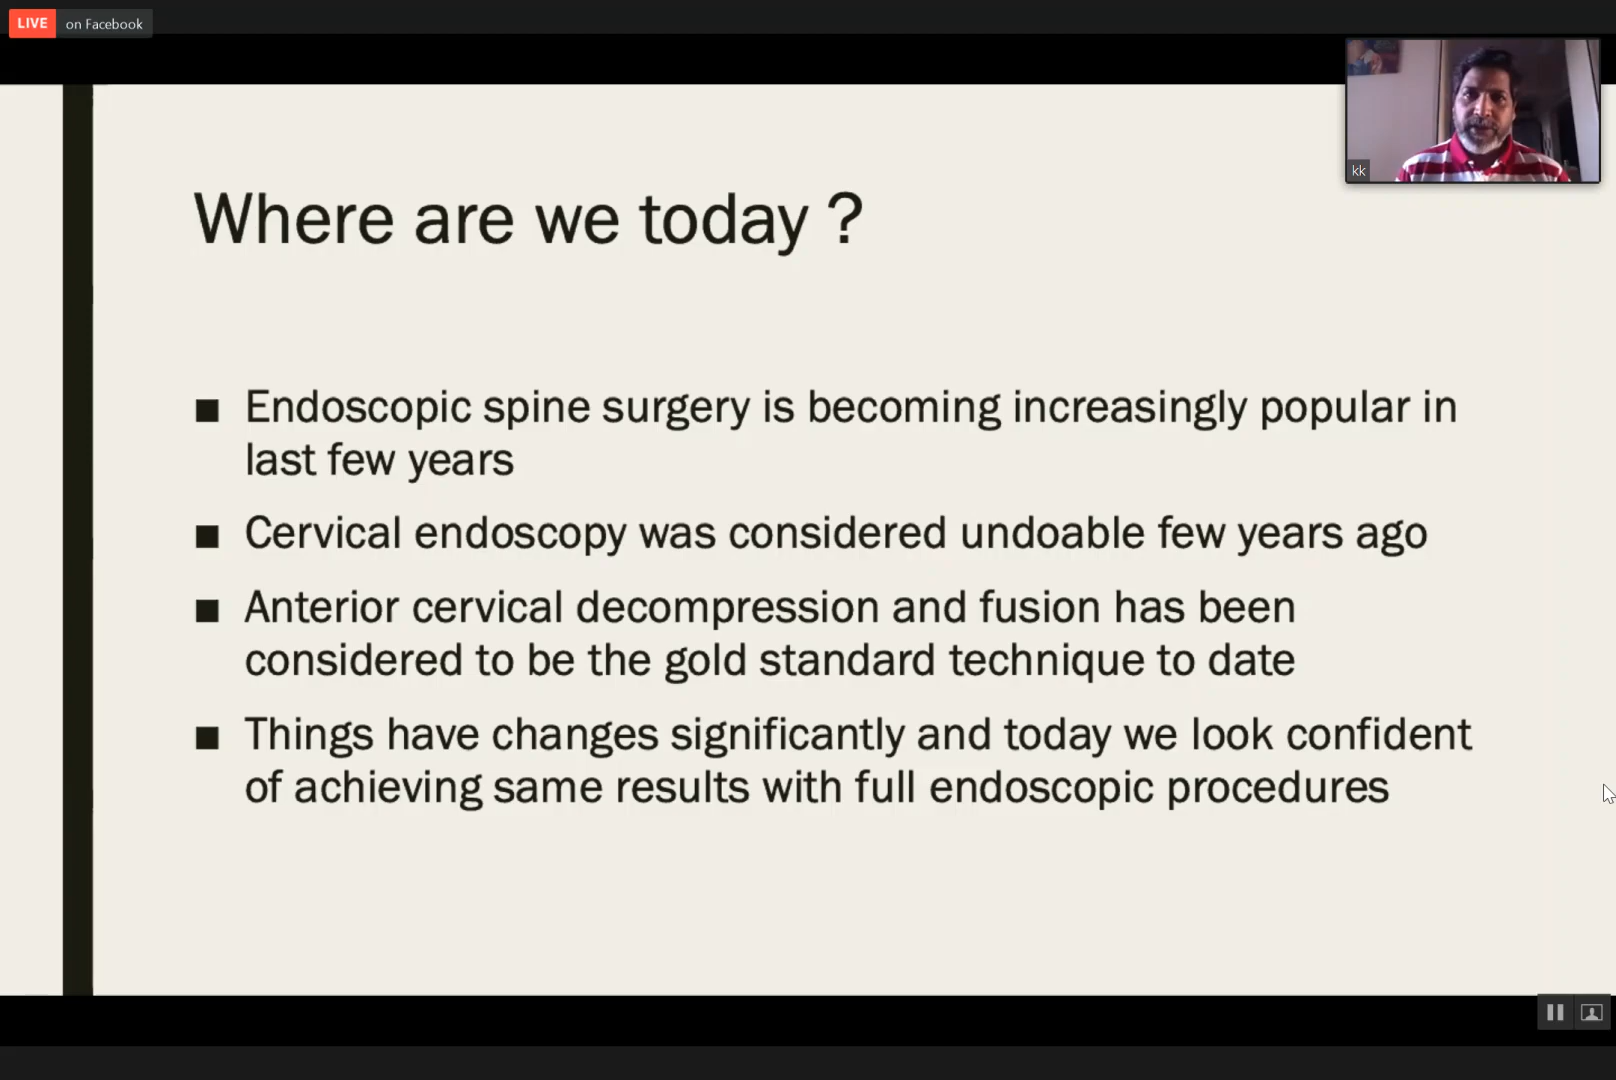 LIVE on Facebook
kk
Where are we today ?
■ Endoscopic spine surgery is becoming increasingly popular in
last few years
■ Cervical endoscopy was considered undoable few years ago
■ Anterior cervical decompression and fusion has been
considered to be the gold standard technique to date
■ Things have changes significantly and today we look confident
of achieving same results with full endoscopic procedures